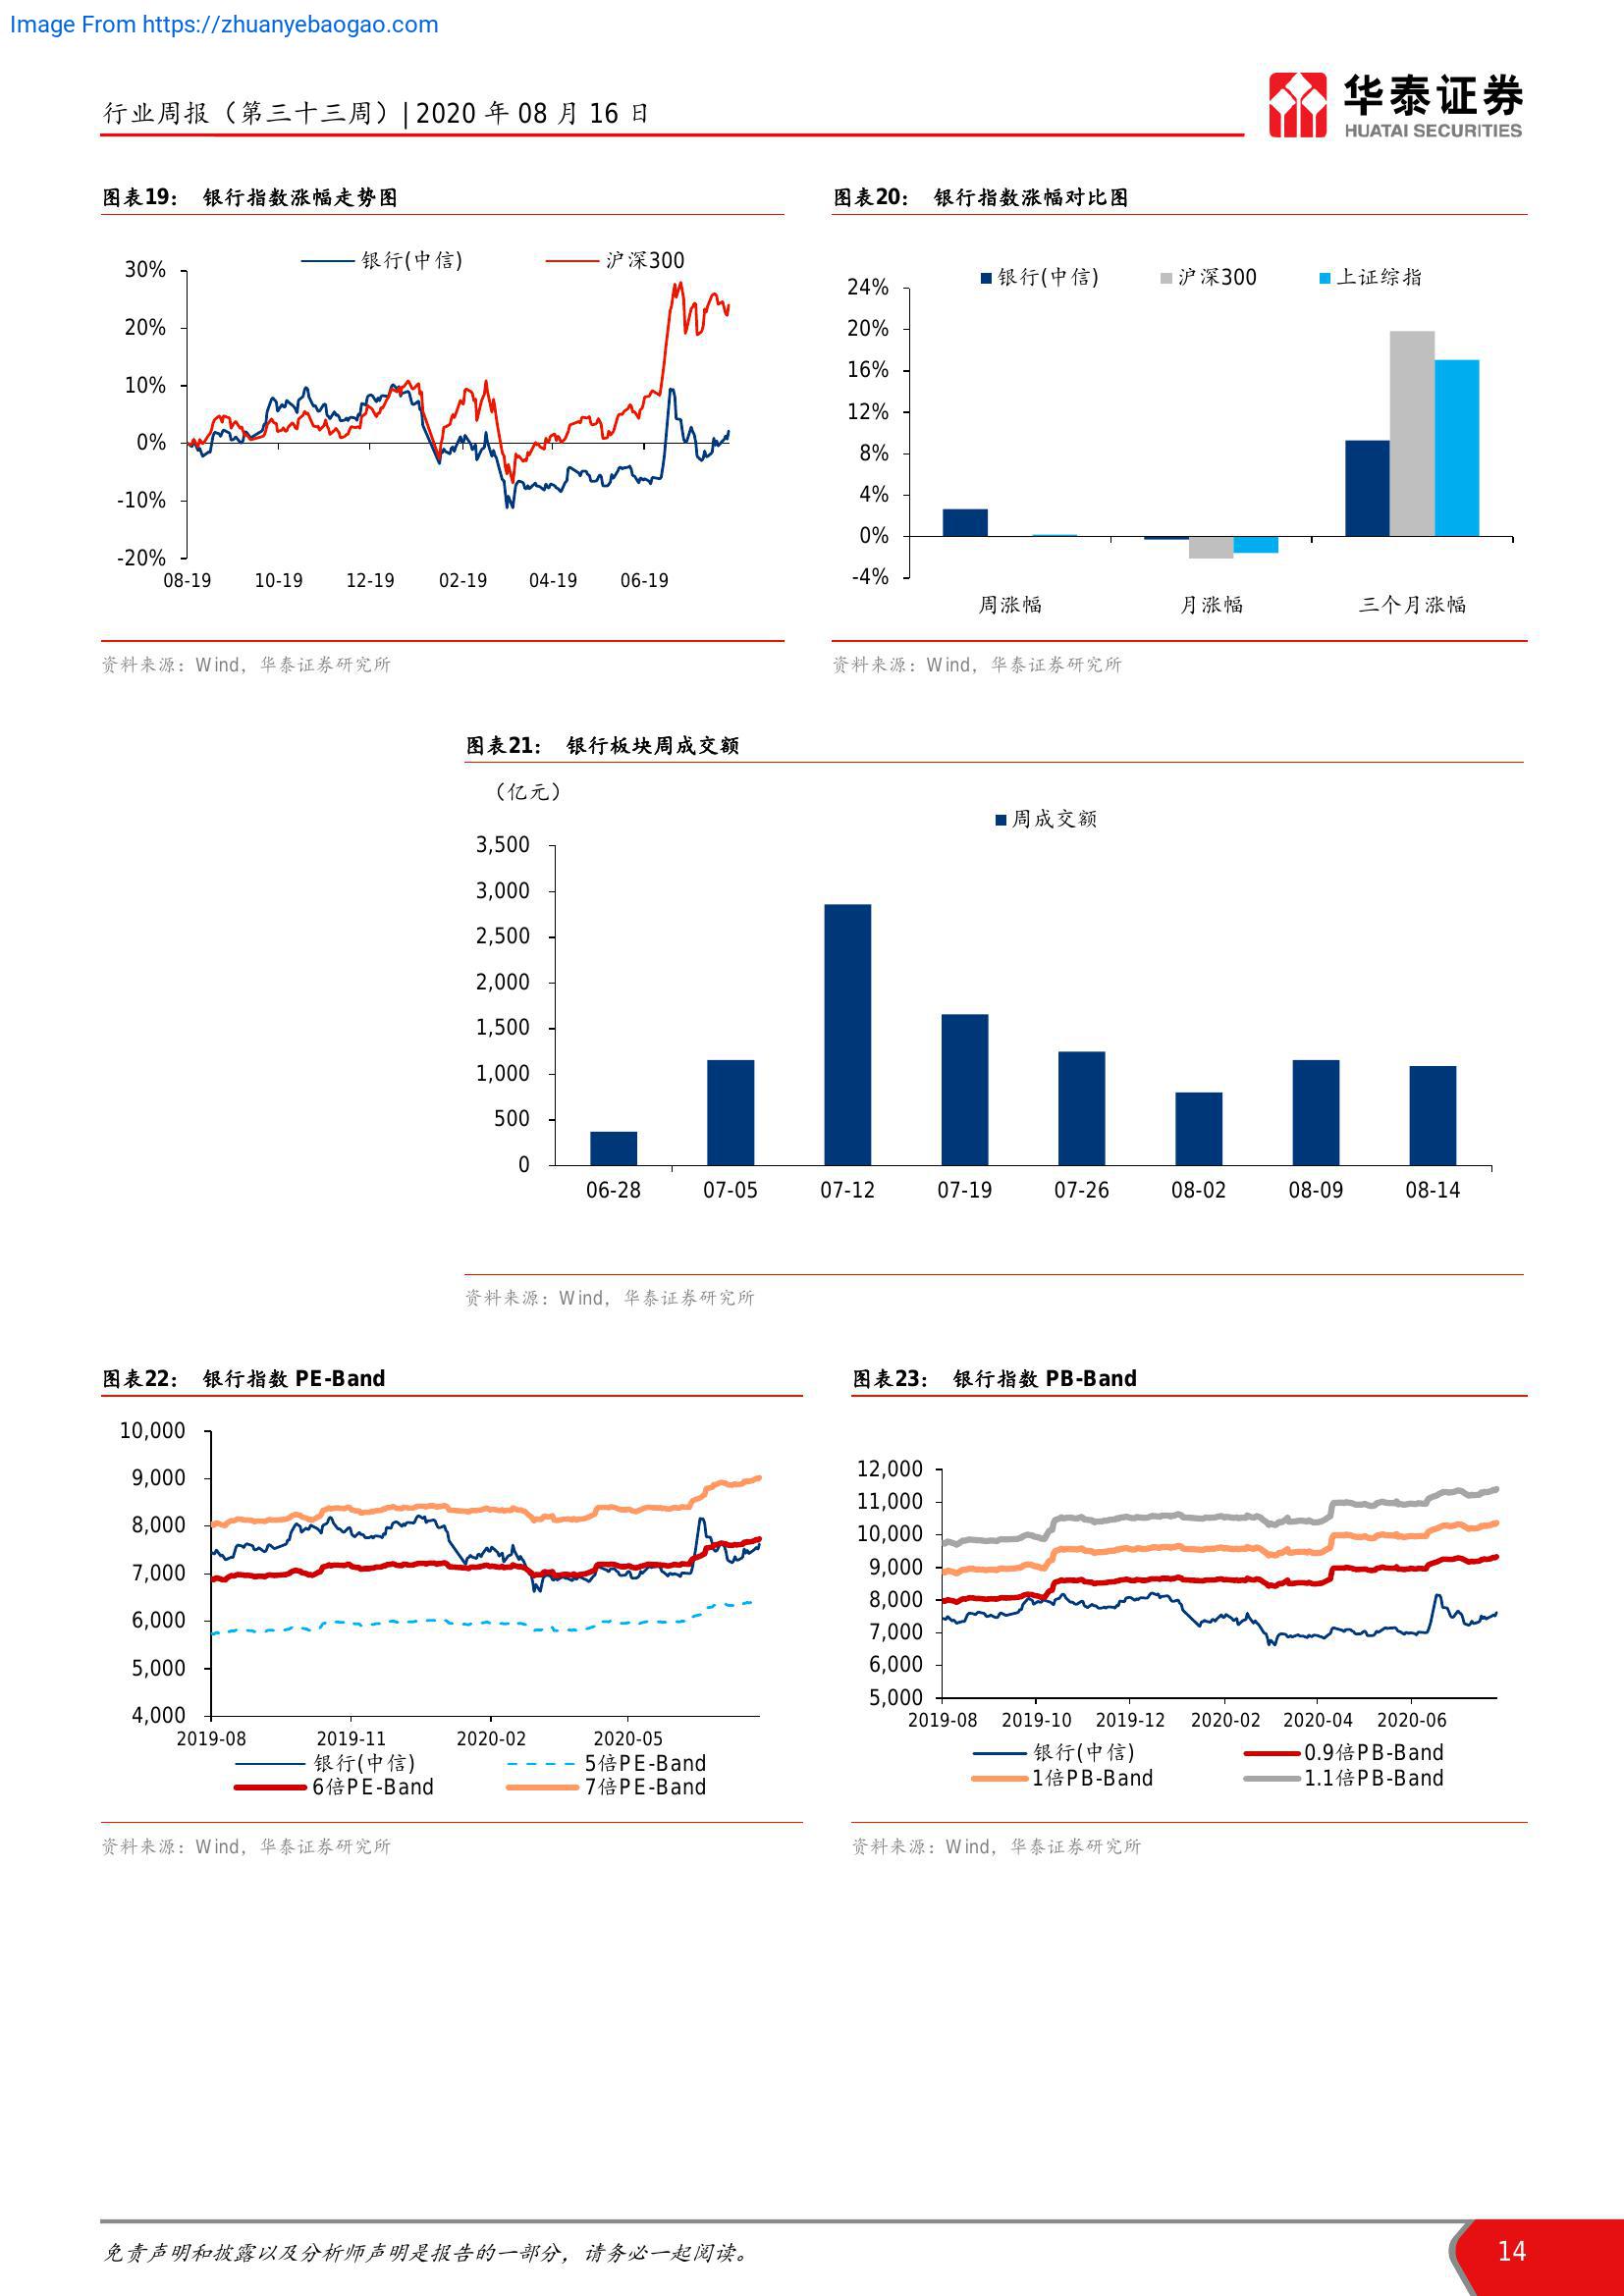 Image From https://zhuanyebaogao.com
行业周报（第三十三周）| 2020 年 08 月 16 日
华泰证券
HUATAI SECURITIES
图表19： 银行指数涨幅走势图
银行(中信) 沪深300
30%
20%
10%
0%
-10%
-20%
08-19 10-19 12-19 02-19 04-19 06-19
资料来源：Wind，华泰证券研究所
图表20： 银行指数涨幅对比图
银行(中信) 沪深300 上证综指
24%
20%
16%
12%
8%
4%
0%
-4%
周涨幅 月涨幅 三个月涨幅
资料来源：Wind，华泰证券研究所
图表21： 银行板块周成交额
（亿元）
周成交额
3,500
3,000
2,500
2,000
1,500
1,000
500
0
06-28 07-05 07-12 07-19 07-26 08-02 08-09 08-14
资料来源：Wind，华泰证券研究所
图表22： 银行指数 PE-Band
10,000
9,000
8,000
7,000
6,000
5,000
4,000
2019-08 2019-11 2020-02 2020-05
银行(中信) 5倍PE-Band
6倍PE-Band 7倍PE-Band
资料来源：Wind，华泰证券研究所
图表23： 银行指数 PB-Band
12,000
11,000
10,000
9,000
8,000
7,000
6,000
5,000
2019-08 2019-10 2019-12 2020-02 2020-04 2020-06
银行(中信) 0.9倍PB-Band
1倍PB-Band 1.1倍PB-Band
资料来源：Wind，华泰证券研究所
免责声明和披露以及分析师声明是报告的一部分，请务必一起阅读。
14